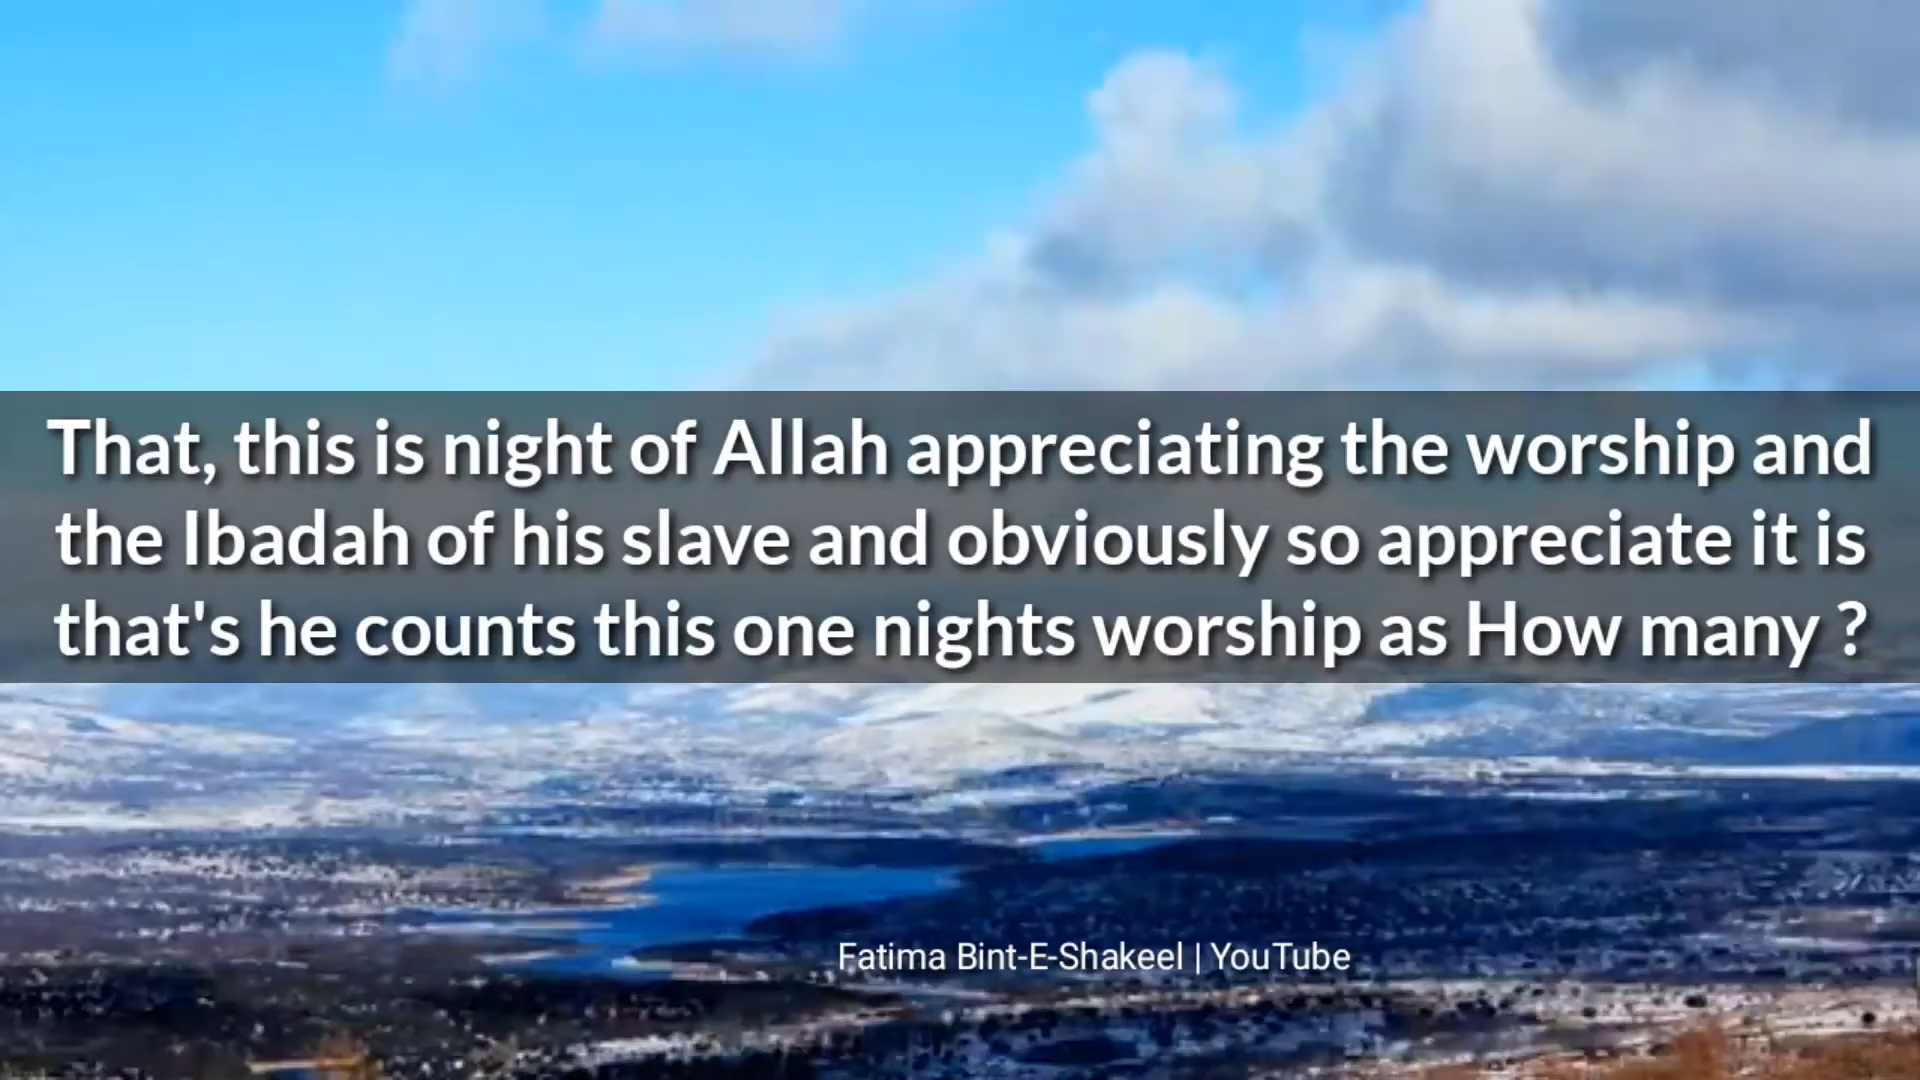 That, this is night of Allah appreciating the worship and
the Ibadah of his slave and obviously so appreciate it is
that's he counts this one nights worship as How many ?
Fatima Bint-E-Shakeel | YouTube